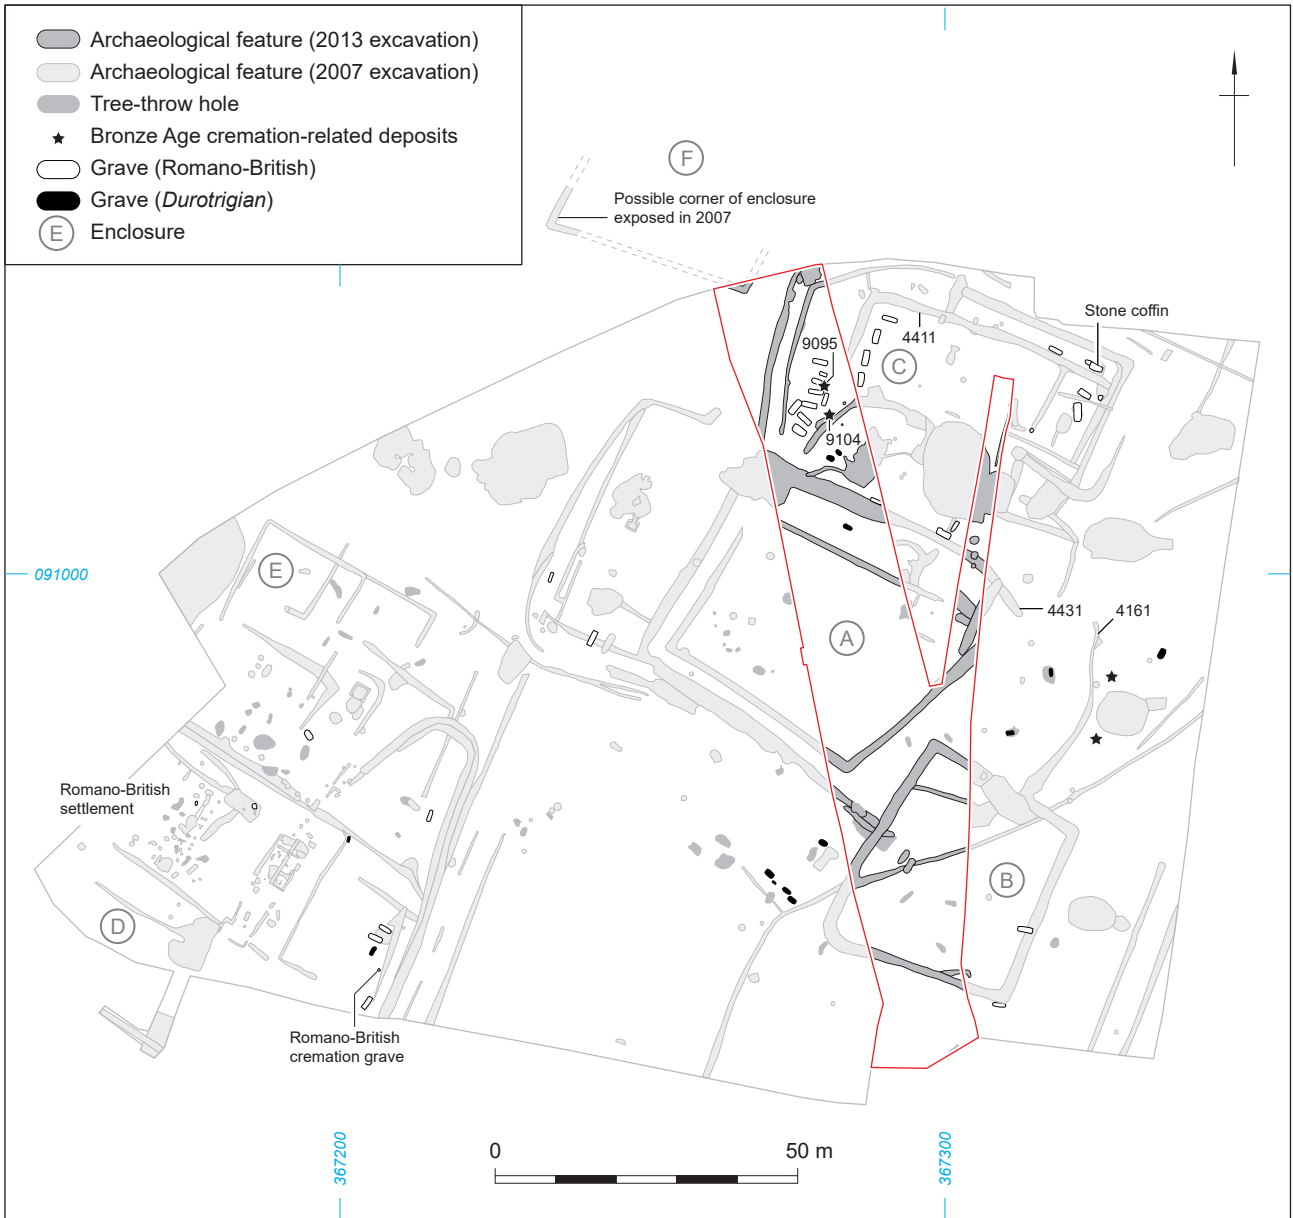 Archaeological feature (2013 excavation)
Archaeological feature (2007 excavation)
Tree-throw hole
Bronze Age cremation-related deposits
Grave (Romano-British)
Grave (Durotrigian)
E Enclosure
F
Possible corner of enclosure
exposed in 2007
Stone coffin
4411
9095
C
9104
091000
E
4431
4161
A
Romano-British
settlement
B
D
Romano-British
cremation grave
0
50 m
367200
367300